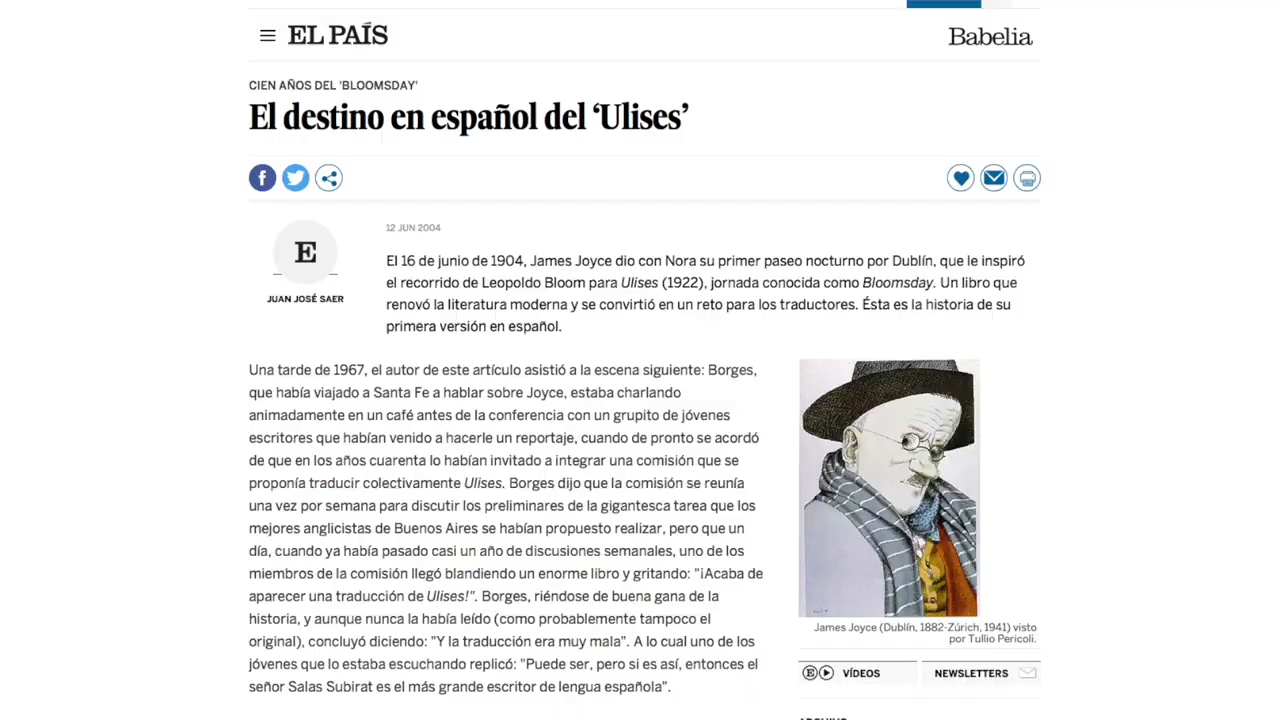 EL PAÍS
Babelia
CIEN AÑOS DEL 'BLOOMSDAY'
El destino en español del ‘Ulises’
12 JUN 2004
E
JUAN JOSÉ SAER
El 16 de junio de 1904, James Joyce dio con Nora su primer paseo nocturno por Dublín, que le inspiró
el recorrido de Leopoldo Bloom para Ulises (1922), jornada conocida como Bloomsday. Un libro que
renovó la literatura moderna y se convirtió en un reto para los traductores. Ésta es la historia de su
primera versión en español.
Una tarde de 1967, el autor de este artículo asistió a la escena siguiente: Borges,
que había viajado a Santa Fe a hablar sobre Joyce, estaba charlando
animadamente en un café antes de la conferencia con un grupito de jóvenes
escritores que habían venido a hacerle un reportaje, cuando de pronto se acordó
de que en los años cuarenta lo habían invitado a integrar una comisión que se
proponía traducir colectivamente Ulises. Borges dijo que la comisión se reunía
una vez por semana para discutir los preliminares de la gigantesca tarea que los
mejores anglicistas de Buenos Aires se habían propuesto realizar, pero que un
día, cuando ya había pasado casi un año de discusiones semanales, uno de los
miembros de la comisión llegó blandiendo un enorme libro y gritando: "¡Acaba de
aparecer una traducción de Ulises!". Borges, riéndose de buena gana de la
historia, y aunque nunca la había leído (como probablemente tampoco el
original), concluyó diciendo: "Y la traducción era muy mala". A lo cual uno de los
jóvenes que lo estaba escuchando replicó: "Puede ser, pero si es así, entonces el
señor Salas Subirat es el más grande escritor de lengua española".
James Joyce (Dublín, 1882-Zúrich, 1941) visto
por Tullio Pericoli.
VÍDEOS
NEWSLETTERS